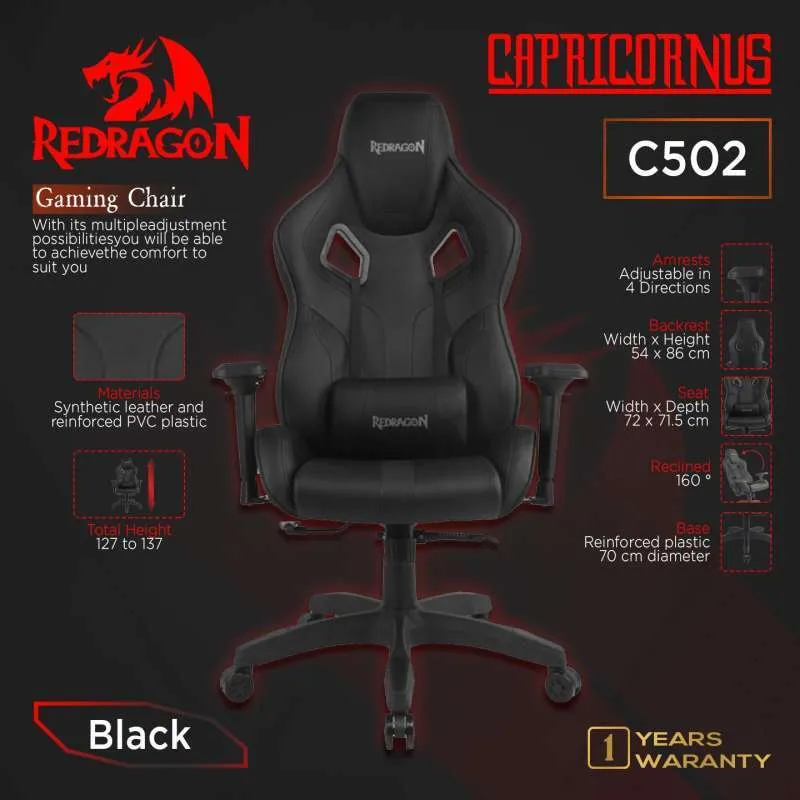 REDRAGON
Gaming Chair
With its multipleadjustment
possibilitiesyou will be able
to achievethe comfort to
suit you
CAPRICORNUS
C502
REDRAGON
REDRAGON
Materials
Synthetic leather and
reinforced PVC plastic
Total Height
127 to 137
Amrests
Adjustable in
4 Directions
Backrest
Width x Height
54 x 86 cm
Seat
Width x Depth
72 x 71.5 cm
Reclined
160 °
Base
Reinforced plastic
70 cm diameter
Black
1 YEARS
WARANTY